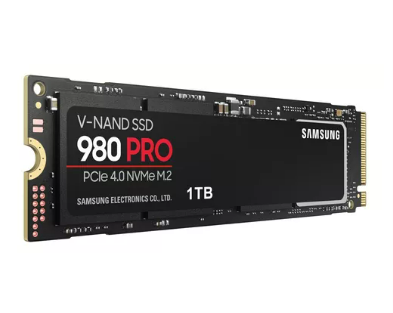 V-NAND SSD
980 PRO
PCIe 4.0 NVMe M.2
SAMSUNG ELECTRONICS CO., LTD.
1TB
SAMSUNG